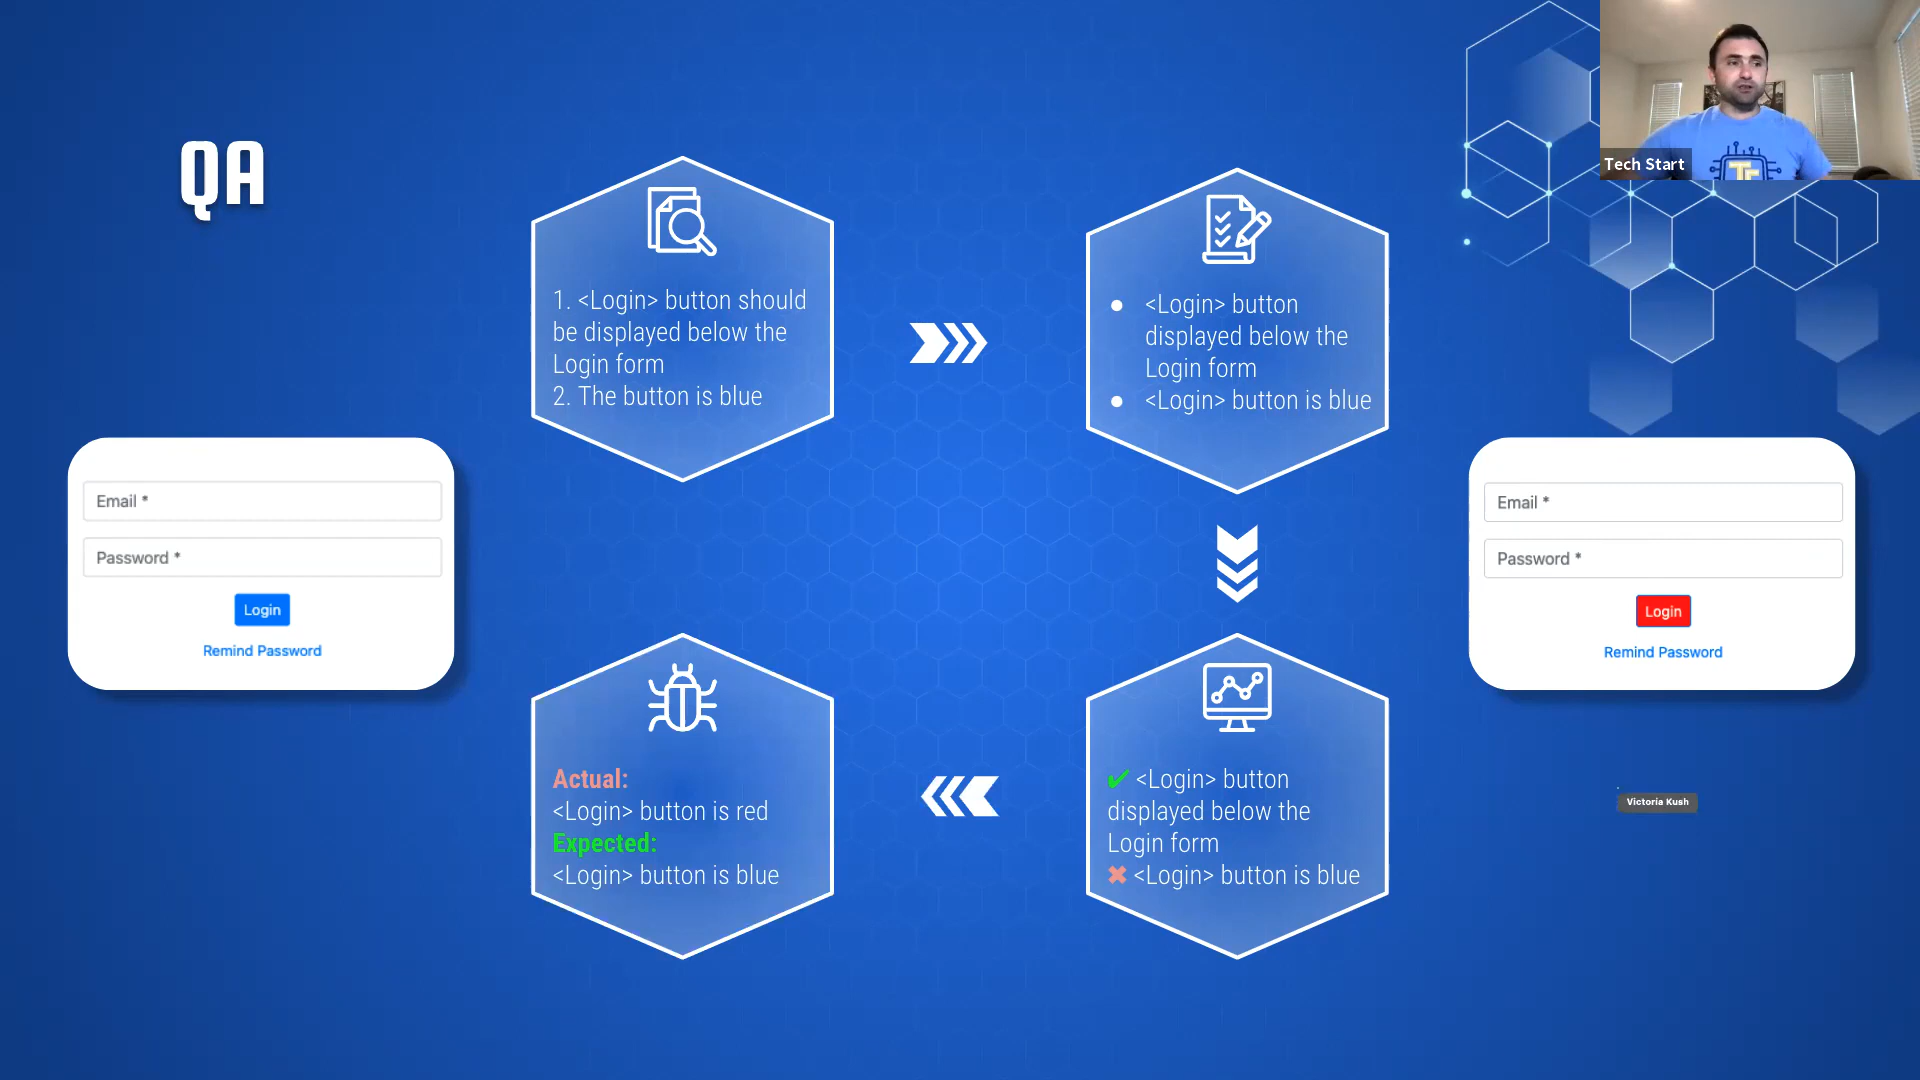 QA
Tech Start
1. <Login> button should
be displayed below the
Login form
2. The button is blue
● <Login> button
displayed below the
Login form
● <Login> button is blue
Email *
Password *
Login
Remind Password
Email *
Password *
Login
Remind Password
Actual:
<Login> button is red
Expected:
<Login> button is blue
✔ <Login> button
displayed below the
Login form
✖ <Login> button is blue
Victoria Kush